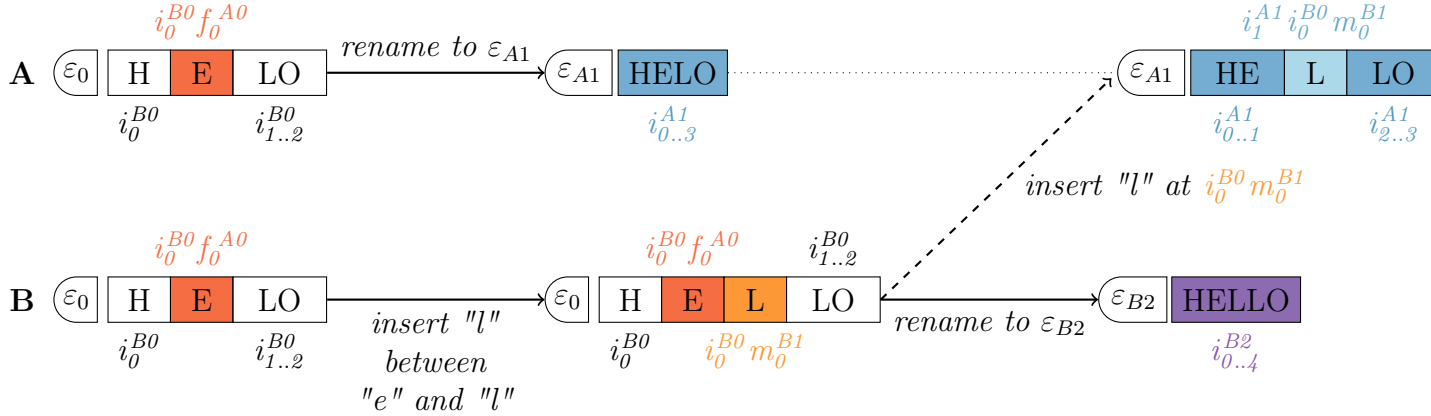 i_0^{B0} f_0^{A0} i_1^{A1} i_0^{B0} m_0^{B1}
A ε_0 H E LO rename to ε_{A1} ε_{A1} HELO ε_{A1} HE L LO
i_0^{B0} i_{1..2}^{B0} i_{0..3}^{A1} i_{0..1}^{A1} i_{2..3}^{A1}
insert "l" at i_0^{B0} m_0^{B1}
i_0^{B0} f_0^{A0} i_0^{B0} f_0^{A0} i_{1..2}^{B0}
B ε_0 H E LO insert "l" ε_0 H E L LO rename to ε_{B2} ε_{B2} HELLO
i_0^{B0} i_{1..2}^{B0} between i_0^{B0} i_0^{B0} m_0^{B1} i_{0..4}^{B2}
"e" and "l"